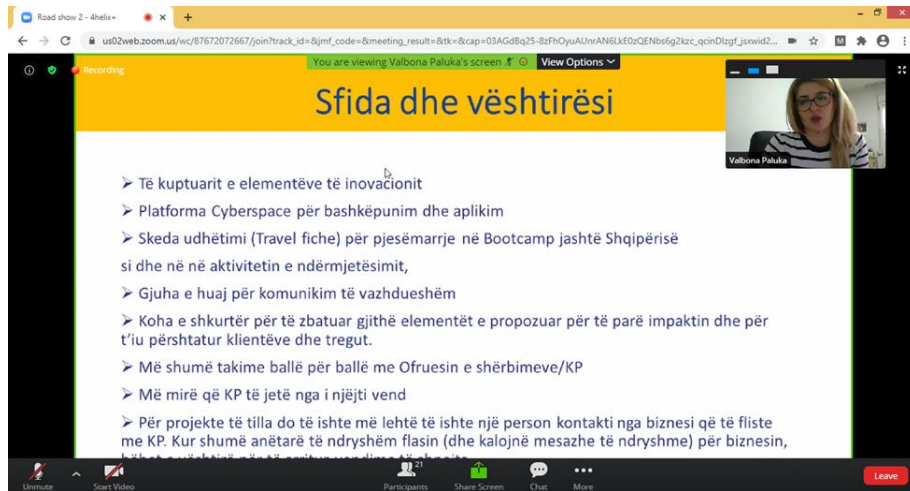 Road show 2 - 4helix+
us02web.zoom.us/wc/87672072667/join?track_id=&jmf_code=&meeting_result=&tk=&cap=
Recording
You are viewing Valbona Paluka's screen
View Options
Sfida dhe vështirësi
Valbona Paluka
➢ Të kuptuarit e elementëve të inovacionit
➢ Platforma Cyberspace për bashkëpunim dhe aplikim
➢ Skeda udhëtimi (Travel fiche) për pjesëmarrje në Bootcamp jashtë Shqipërisë
si dhe në në aktivitetin e ndërmjetësimit,
➢ Gjuha e huaj për komunikim të vazhdueshëm
➢ Koha e shkurtër për të zbatuar gjithë elementët e propozuar për të parë impaktin dhe për
t'iu përshtatur klientëve dhe tregut.
➢ Më shumë takime ballë për ballë me Ofruesin e shërbimeve/KP
➢ Më mirë që KP të jetë nga i njëjti vend
➢ Për projekte të tilla do të ishte më lehtë të ishte një person kontakti nga biznesi që të fliste
me KP. Kur shumë anëtarë të ndryshëm flasin (dhe kalojnë mesazhe të ndryshme) për biznesin,
Unmute
Start Video
21
Participants
Share Screen
Chat
More
Leave